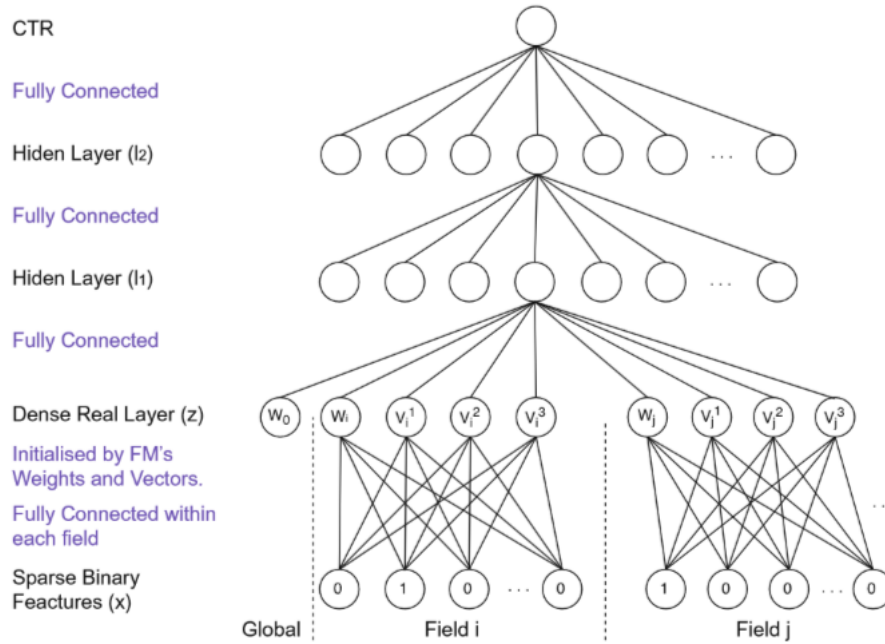 CTR
Fully Connected
Hiden Layer (l₂)
...
Fully Connected
Hiden Layer (l₁)
...
Fully Connected
Dense Real Layer (z)
W₀ Wᵢ Vᵢ¹ Vᵢ² Vᵢ³ Wⱼ Vⱼ¹ Vⱼ² Vⱼ³
Initialised by FM's
Weights and Vectors.
Fully Connected within
each field
...
Sparse Binary
Feactures (x)
0 1 0 ... 0 1 0 0 ... 0
Global Field i Field j